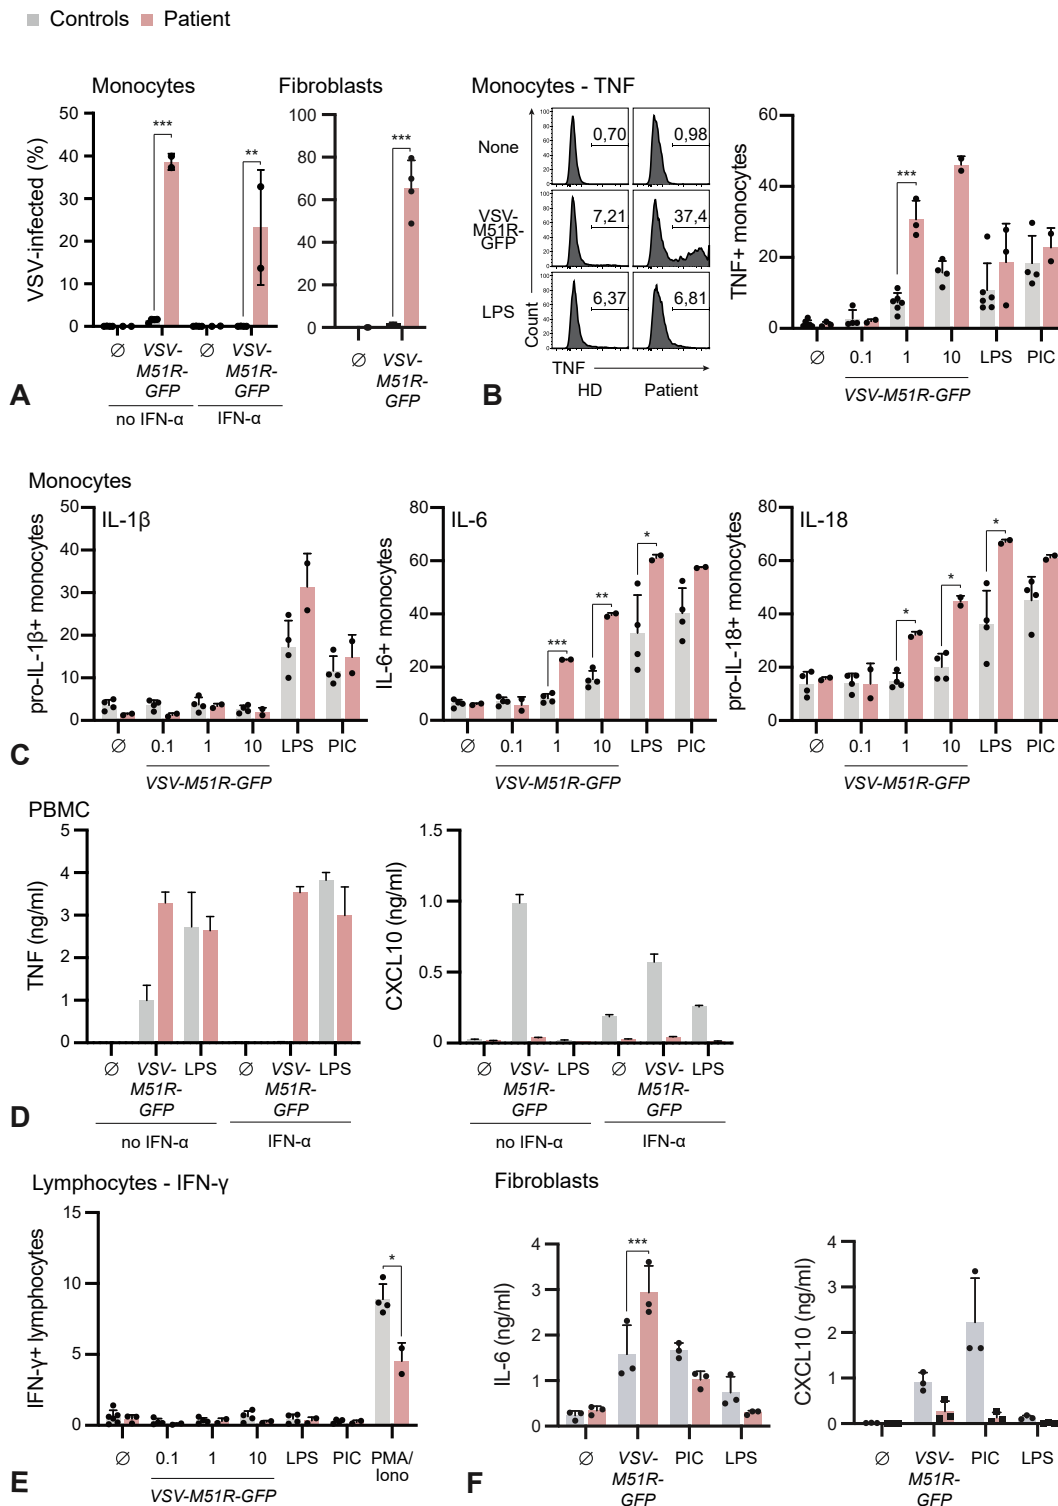 Controls Patient
Monocytes
Fibroblasts
Monocytes - TNF
VSV-infected (%)
50
40
30
20
10
0
***
**
∅
VSV-
M51R-
GFP
∅
VSV-
M51R-
GFP
no IFN-α
IFN-α
100
80
60
40
20
0
***
∅
VSV-
M51R-
GFP
A
None
0,70
0,98
VSV-
M51R-
GFP
7,21
37,4
LPS
6,37
6,81
Count
TNF
HD
Patient
B
TNF+ monocytes
60
40
20
0
***
∅ 0.1 1 10 LPS PIC
VSV-M51R-GFP
Monocytes
IL-1β
pro-IL-1β+ monocytes
50
40
30
20
10
0
∅ 0.1 1 10 LPS PIC
VSV-M51R-GFP
IL-6
IL-6+ monocytes
80
60
40
20
0
***
**
*
∅ 0.1 1 10 LPS PIC
VSV-M51R-GFP
IL-18
pro-IL-18+ monocytes
80
60
40
20
0
*
*
*
∅ 0.1 1 10 LPS PIC
VSV-M51R-GFP
C
PBMC
TNF (ng/ml)
5
4
3
2
1
0
∅ VSV- LPS ∅ VSV- LPS
M51R- M51R-
GFP GFP
no IFN-α IFN-α
CXCL10 (ng/ml)
1.5
1.0
0.5
0
∅ VSV- LPS ∅ VSV- LPS
M51R- M51R-
GFP GFP
no IFN-α IFN-α
D
Lymphocytes - IFN-γ
IFN-γ+ lymphocytes
15
10
5
0
*
∅ 0.1 1 10 LPS PIC PMA/
Iono
VSV-M51R-GFP
E
Fibroblasts
IL-6 (ng/ml)
4
3
2
1
0
***
∅ VSV- PIC LPS
M51R-
GFP
CXCL10 (ng/ml)
4
3
2
1
0
∅ VSV- PIC LPS
M51R-
GFP
F